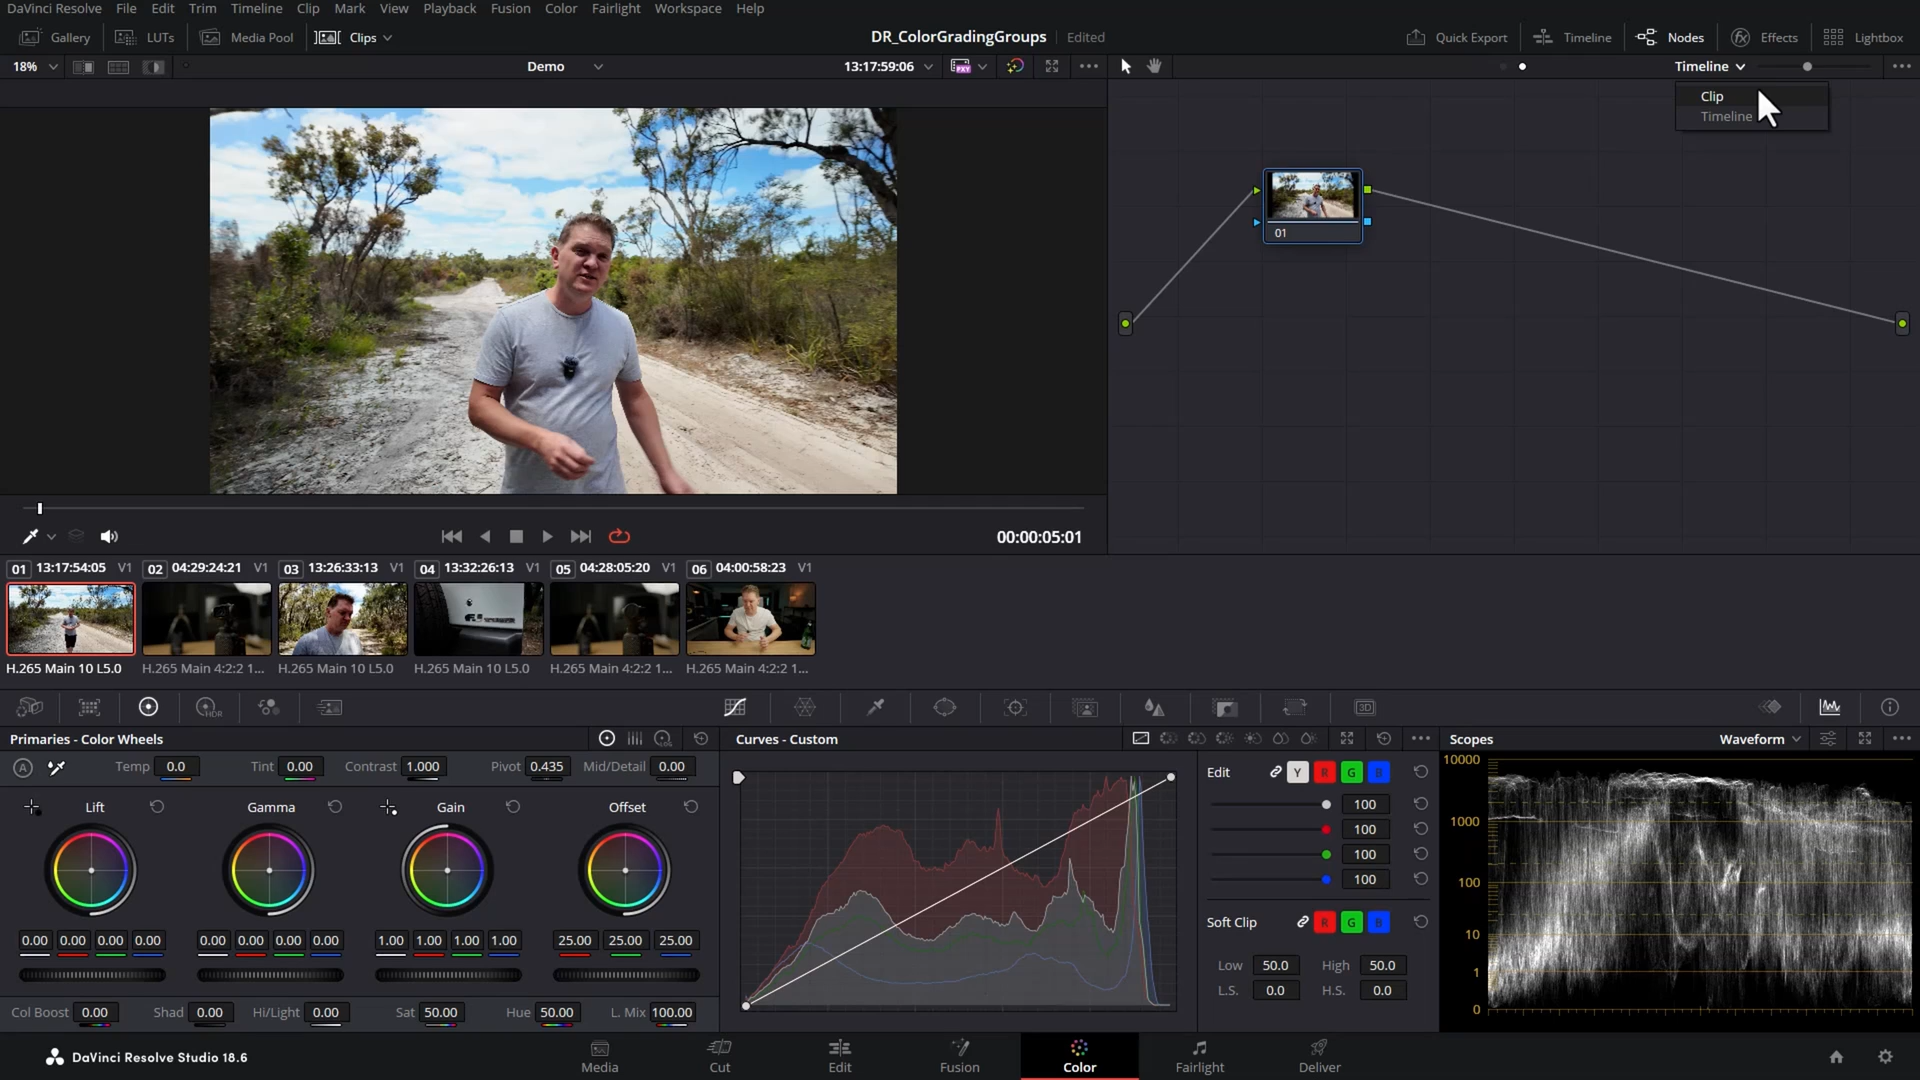 DaVinci Resolve File Edit Trim Timeline Clip Mark View Playback Fusion Color Fairlight Workspace Help
Gallery LUTs Media Pool Clips DR_ColorGradingGroups Edited Quick Export Timeline Nodes Effects Lightbox
18% Demo 13:17:59:06 PXY Timeline
Clip
Timeline
01
00:00:05:01
01 13:17:54:05 V1 02 04:29:24:21 V1 03 13:26:33:13 V1 04 13:32:26:13 V1 05 04:28:05:20 V1 06 04:00:58:23 V1
H.265 Main 10 L5.0 H.265 Main 4:2:2 1... H.265 Main 10 L5.0 H.265 Main 10 L5.0 H.265 Main 4:2:2 1... H.265 Main 4:2:2 1...
HDR 3D
Primaries - Color Wheels Curves - Custom Scopes Waveform
A Temp 0.0 Tint 0.00 Contrast 1.000 Pivot 0.435 Mid/Detail 0.00
Lift Gamma Gain Offset
0.00 0.00 0.00 0.00 0.00 0.00 0.00 0.00 1.00 1.00 1.00 1.00 25.00 25.00 25.00
Col Boost 0.00 Shad 0.00 Hi/Light 0.00 Sat 50.00 Hue 50.00 L. Mix 100.00
Edit Y R G B
100
100
100
100
Soft Clip R G B
Low 50.0 High 50.0
L.S. 0.0 H.S. 0.0
10000
1000
100
10
1
0
DaVinci Resolve Studio 18.6 Media Cut Edit Fusion Color Fairlight Deliver